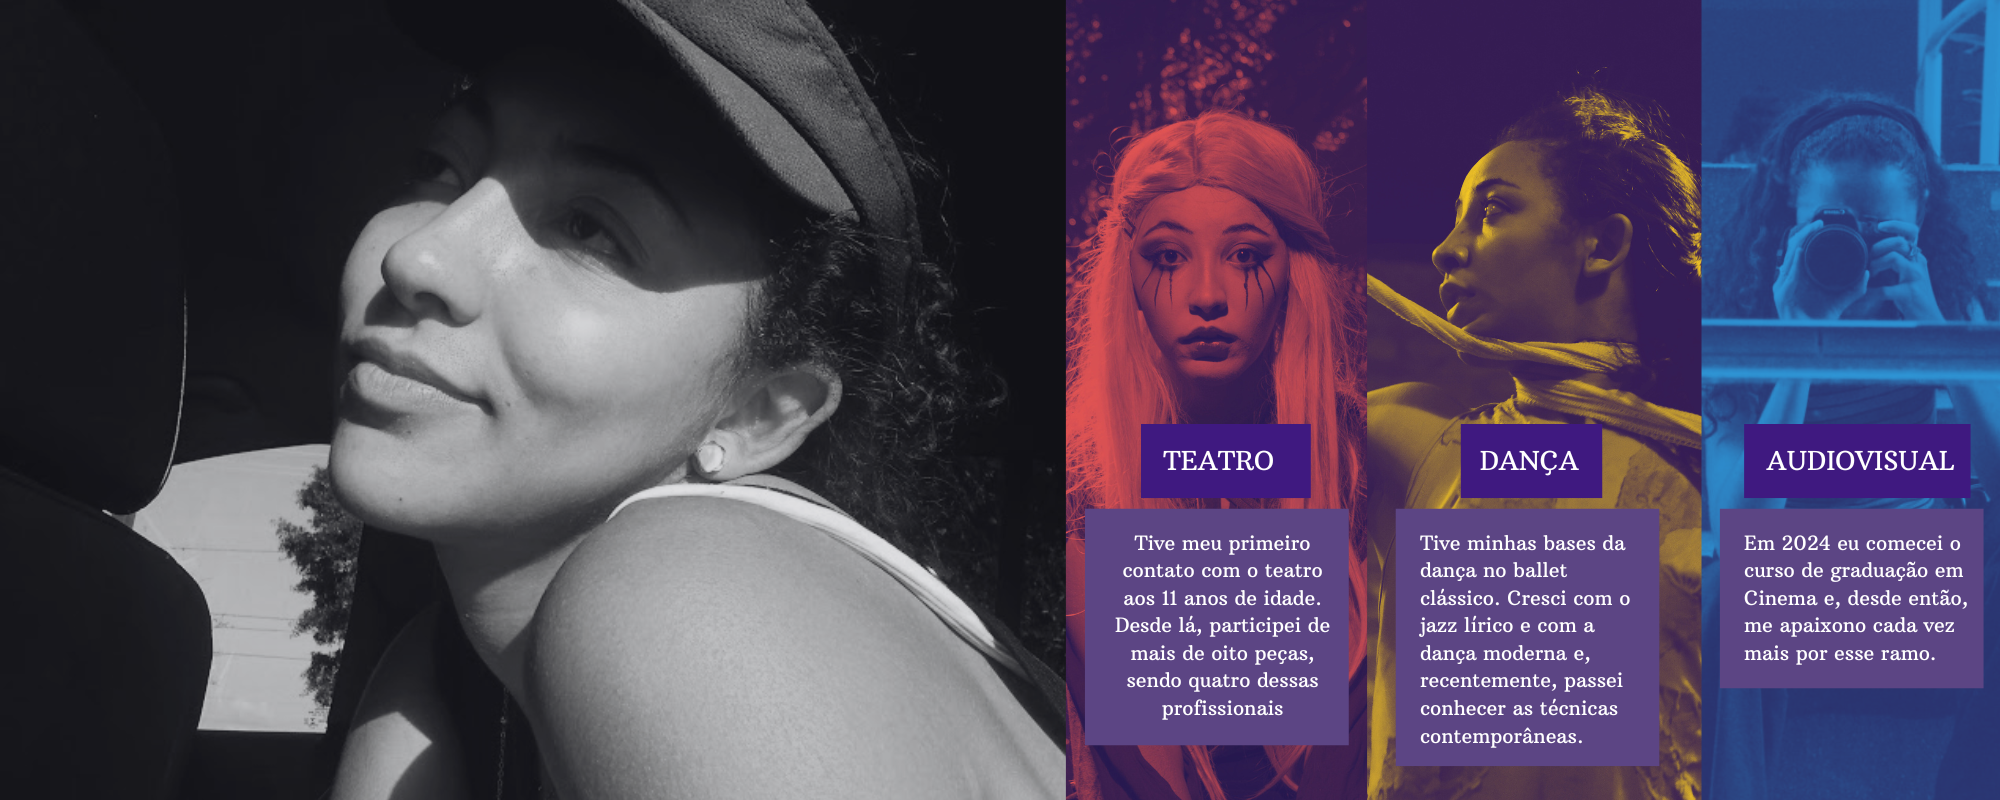 TEATRO
Tive meu primeiro
contato com o teatro
aos 11 anos de idade.
Desde lá, participei de
mais de oito peças,
sendo quatro dessas
profissionais
DANÇA
Tive minhas bases da
dança no ballet
clássico. Cresci com o
jazz lírico e com a
dança moderna e,
recentemente, passei
conhecer as técnicas
contemporâneas.
AUDIOVISUAL
Em 2024 eu comecei o
curso de graduação em
Cinema e, desde então,
me apaixono cada vez
mais por esse ramo.